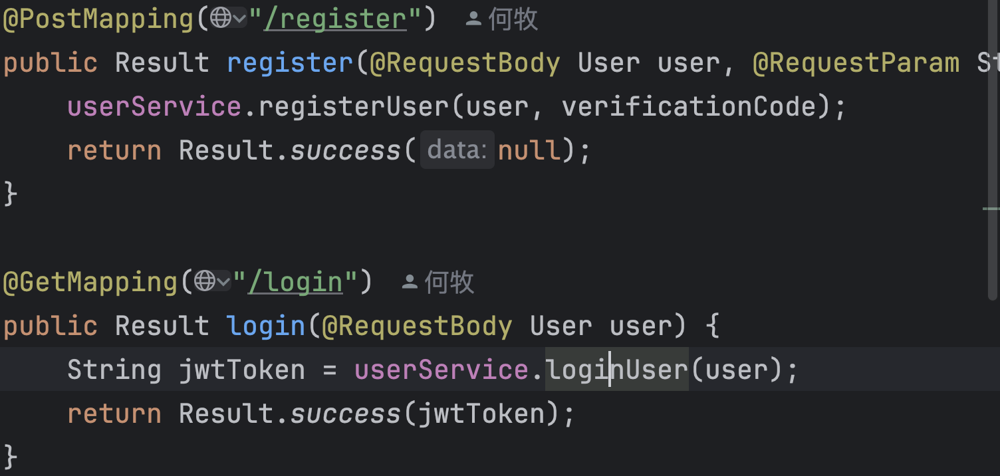 @PostMapping("/register") 何牧
public Result register(@RequestBody User user, @RequestParam
userService.registerUser(user, verificationCode);
return Result.success( data: null);
}
@GetMapping("/login") 何牧
public Result login(@RequestBody User user) {
String jwtToken = userService.loginUser(user);
return Result.success(jwtToken);
}